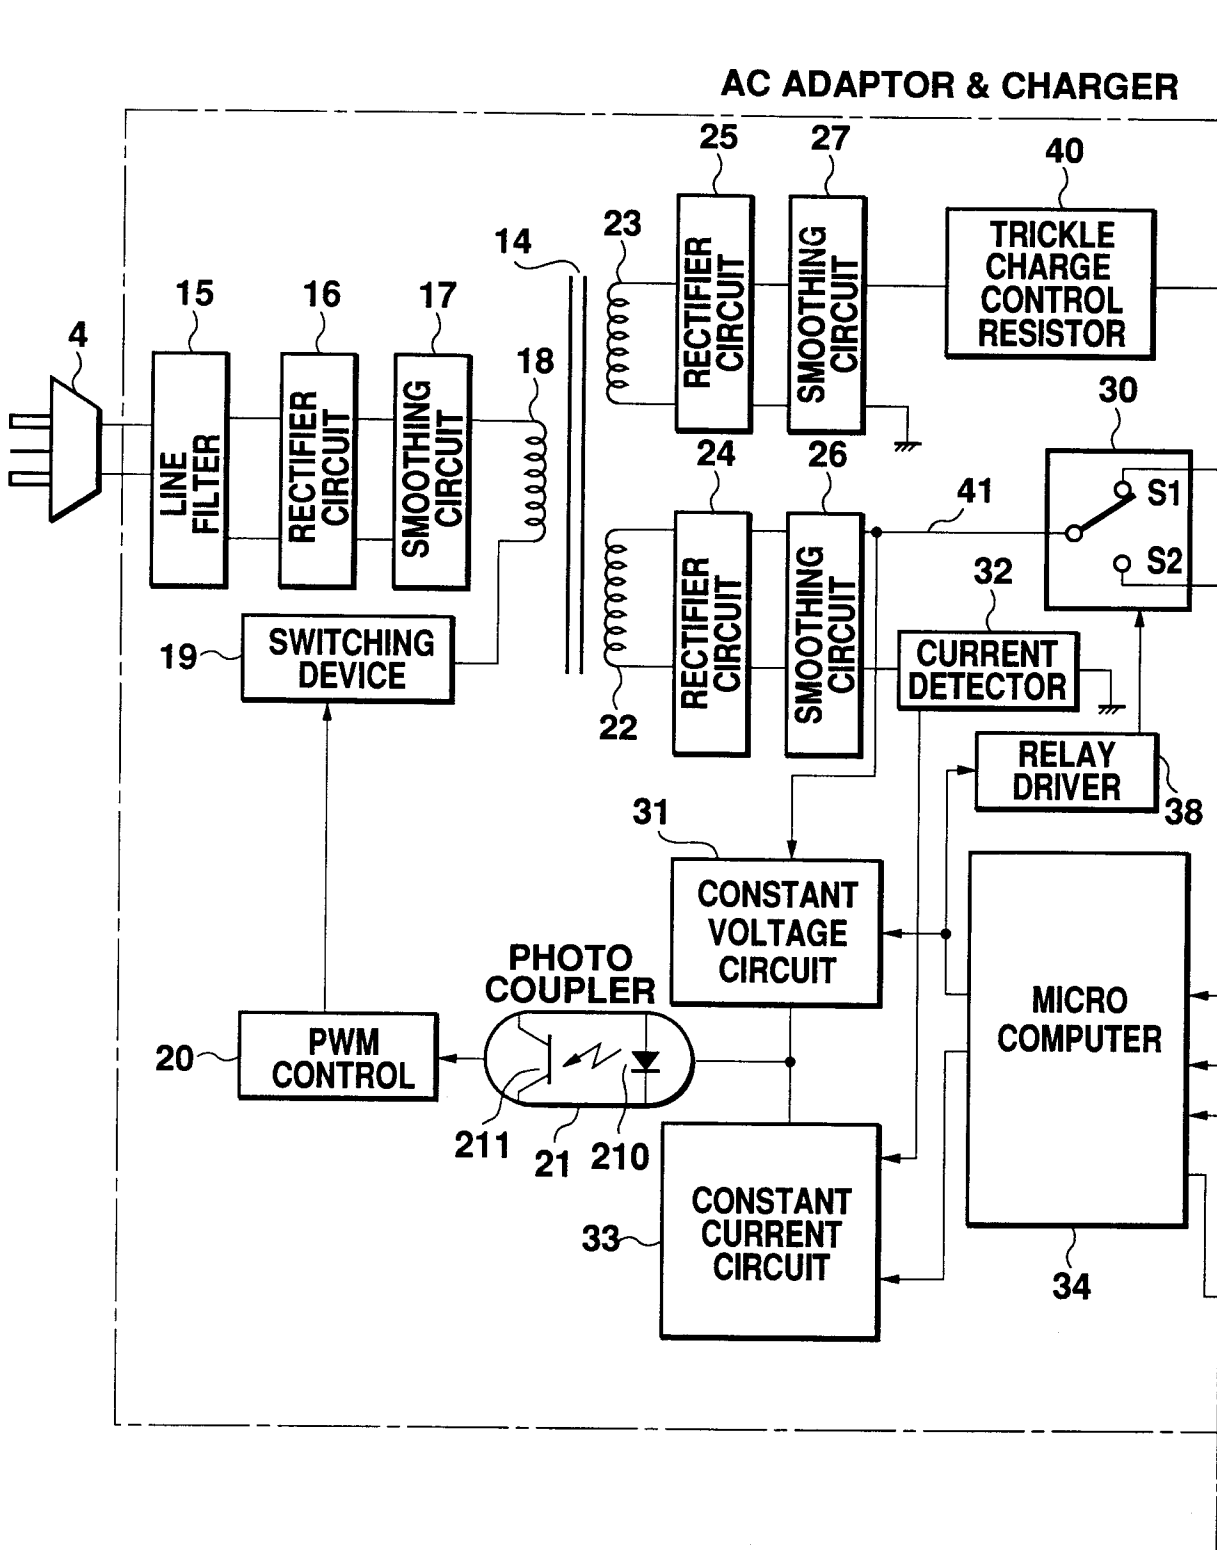 AC ADAPTOR & CHARGER
25
27
40
23
14
TRICKLE
CHARGE
CONTROL
RESISTOR
RECTIFIER
CIRCUIT
SMOOTHING
CIRCUIT
15
16
17
4
18
30
LINE
FILTER
RECTIFIER
CIRCUIT
SMOOTHING
CIRCUIT
24
26
41
S1
S2
32
RECTIFIER
CIRCUIT
SMOOTHING
CIRCUIT
19
SWITCHING
DEVICE
CURRENT
DETECTOR
22
RELAY
DRIVER
38
31
CONSTANT
VOLTAGE
CIRCUIT
PHOTO
COUPLER
MICRO
COMPUTER
20
PWM
CONTROL
211
21
210
33
CONSTANT
CURRENT
CIRCUIT
34